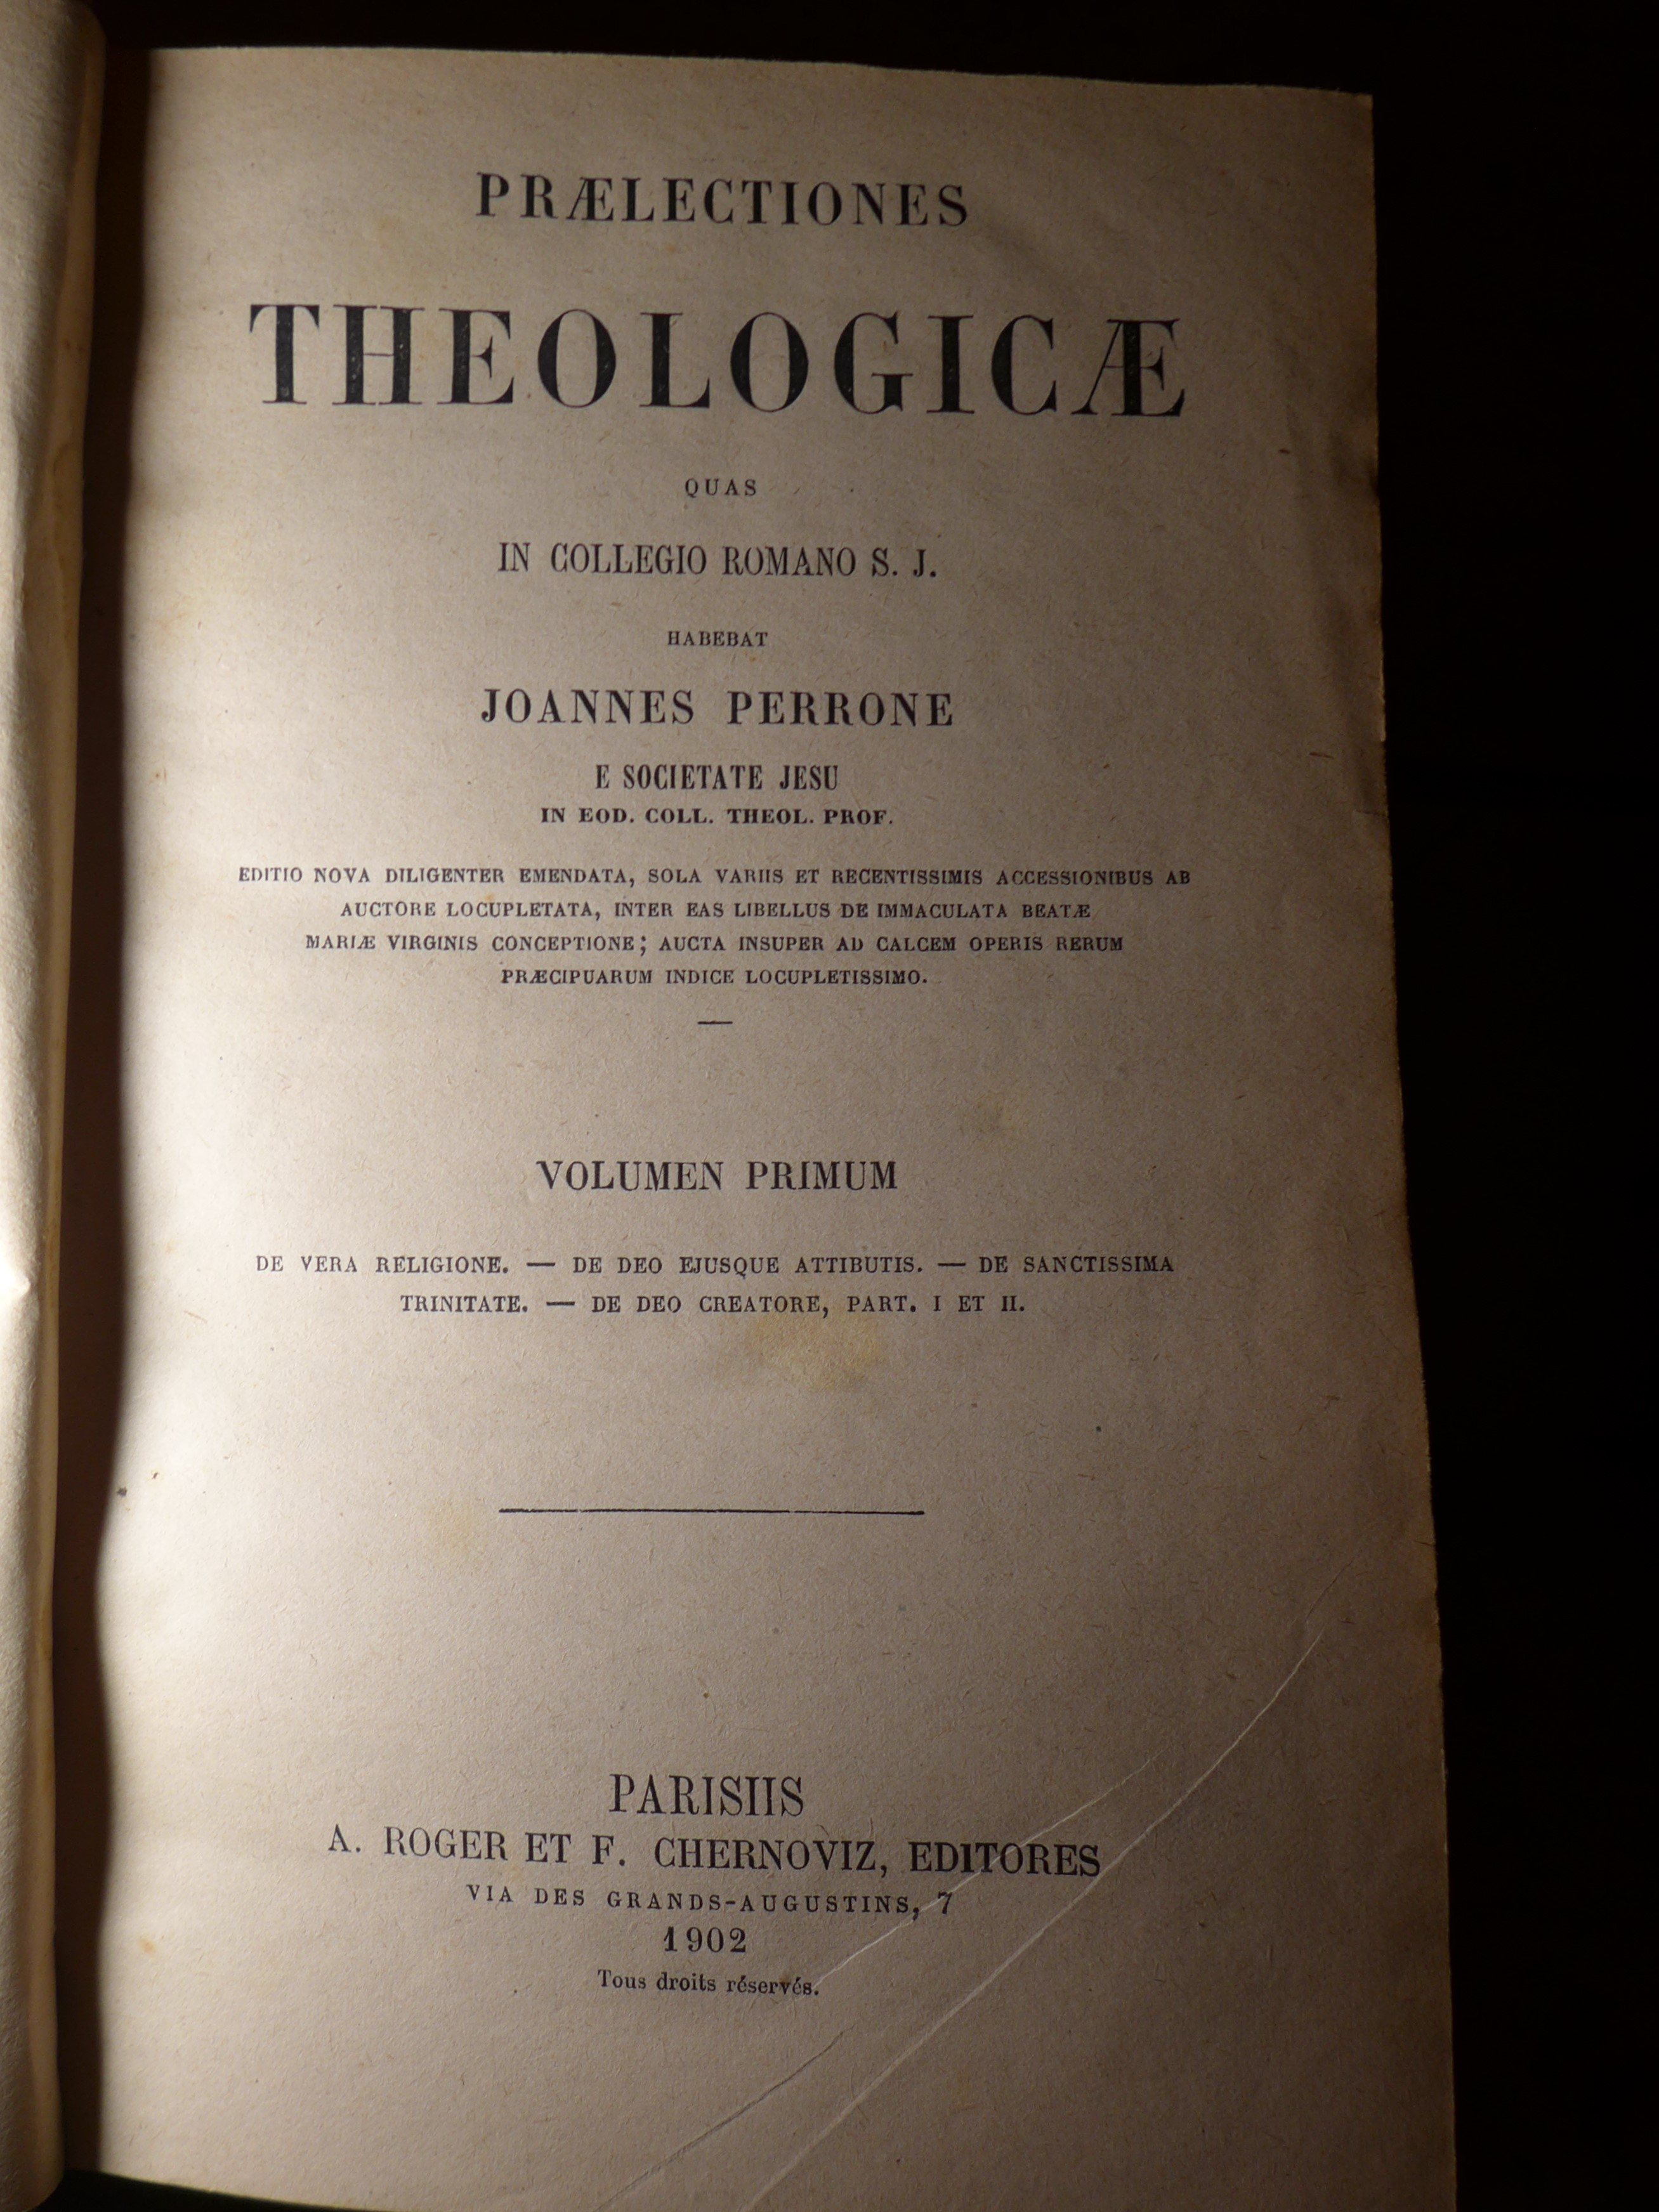 PRÆLECTIONES
THEOLOGICÆ
QUAS
IN COLLEGIO ROMANO S. J.
HABEBAT
JOANNES PERRONE
E SOCIETATE JESU
IN EOD. COLL. THEOL. PROF.
EDITIO NOVA DILIGENTER EMENDATA, SOLA VARIIS ET RECENTISSIMIS ACCESSIONIBUS AB
AUCTORE LOCUPLETATA, INTER EAS LIBELLUS DE IMMACULATA BEATÆ
MARIÆ VIRGINIS CONCEPTIONE; AUCTA INSUPER AD CALCEM OPERIS RERUM
PRÆCIPUARUM INDICE LOCUPLETISSIMO.
VOLUMEN PRIMUM
DE VERA RELIGIONE. — DE DEO EJUSQUE ATTIBUTIS. — DE SANCTISSIMA
TRINITATE. — DE DEO CREATORE, PART. I ET II.
PARISIIS
A. ROGER ET F. CHERNOVIZ, EDITORES
VIA DES GRANDS-AUGUSTINS, 7
1902
Tous droits réservés.